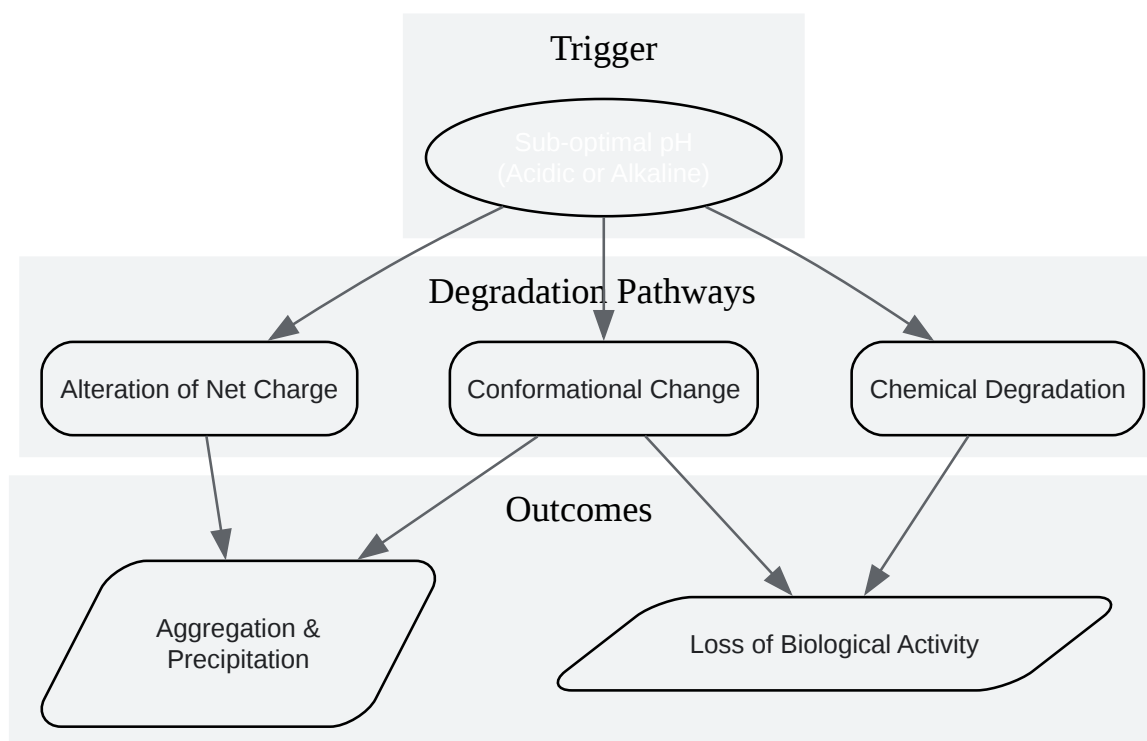 Trigger
Sub-optimal pH
(Acidic or Alkaline)
Degradation Pathways
Alteration of Net Charge
Conformational Change
Chemical Degradation
Outcomes
Aggregation &
Precipitation
Loss of Biological Activity